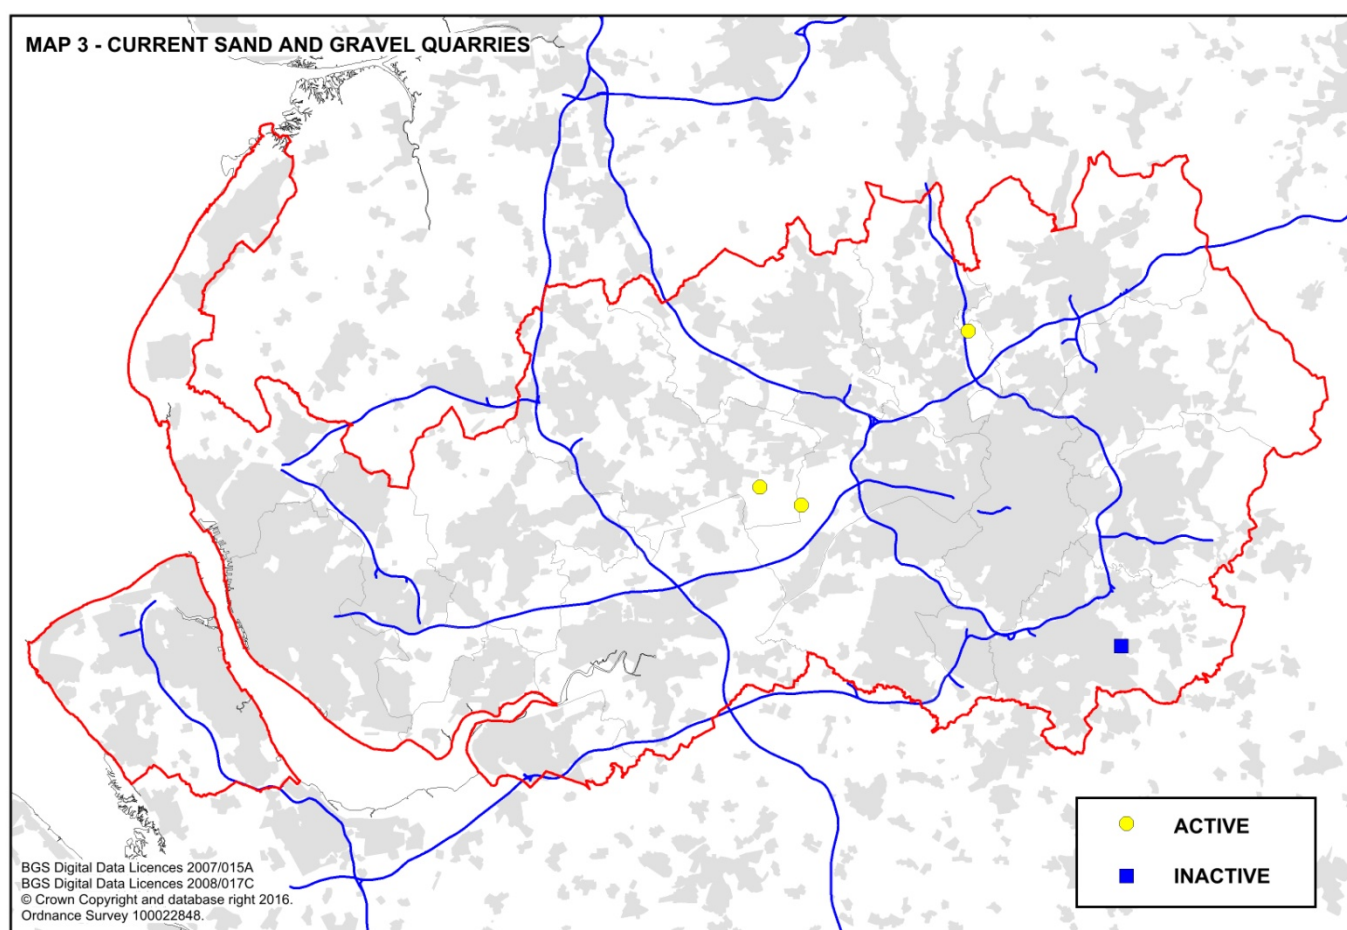 MAP 3 - CURRENT SAND AND GRAVEL QUARRIES
ACTIVE
INACTIVE
BGS Digital Data Licences 2007/015A
BGS Digital Data Licences 2008/017C
© Crown Copyright and database right 2016.
Ordnance Survey 100022848.